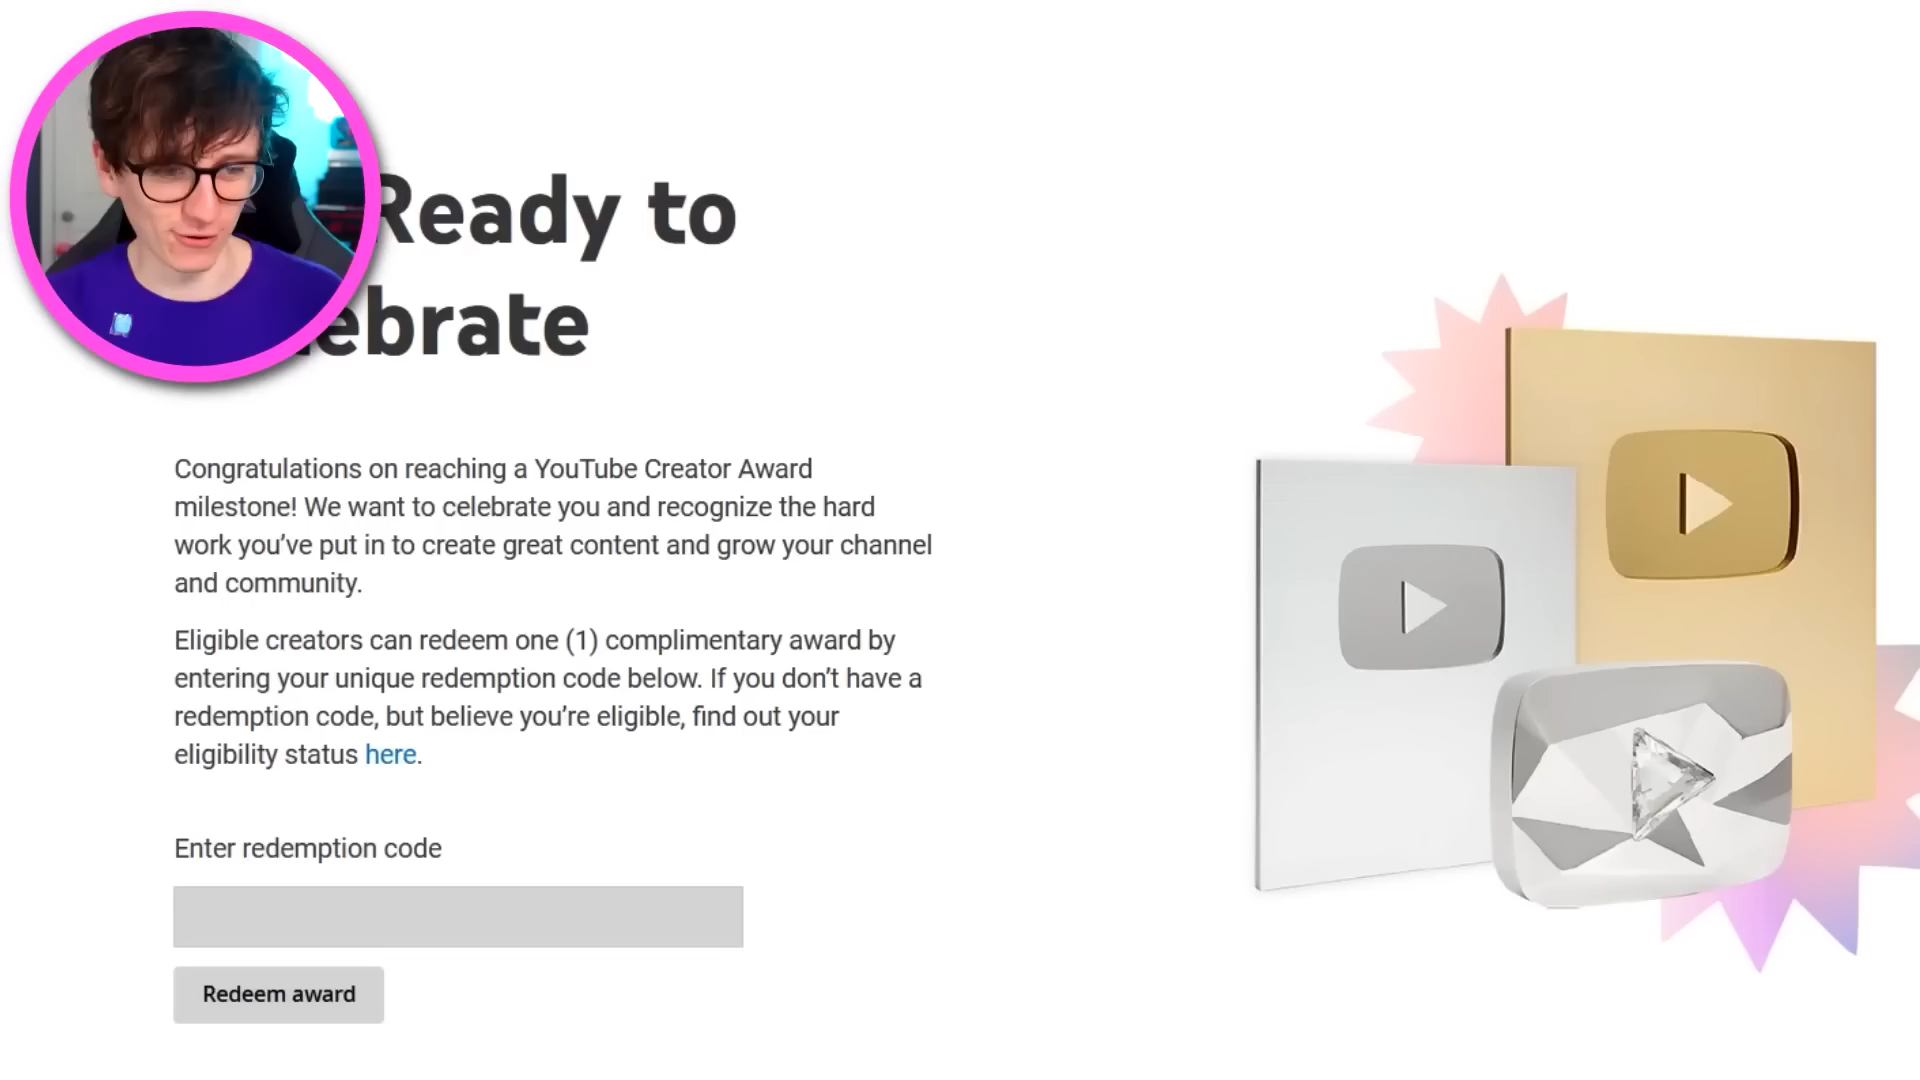 Ready to
ebrate
Congratulations on reaching a YouTube Creator Award
milestone! We want to celebrate you and recognize the hard
work you’ve put in to create great content and grow your channel
and community.
Eligible creators can redeem one (1) complimentary award by
entering your unique redemption code below. If you don’t have a
redemption code, but believe you’re eligible, find out your
eligibility status here.
Enter redemption code
Redeem award